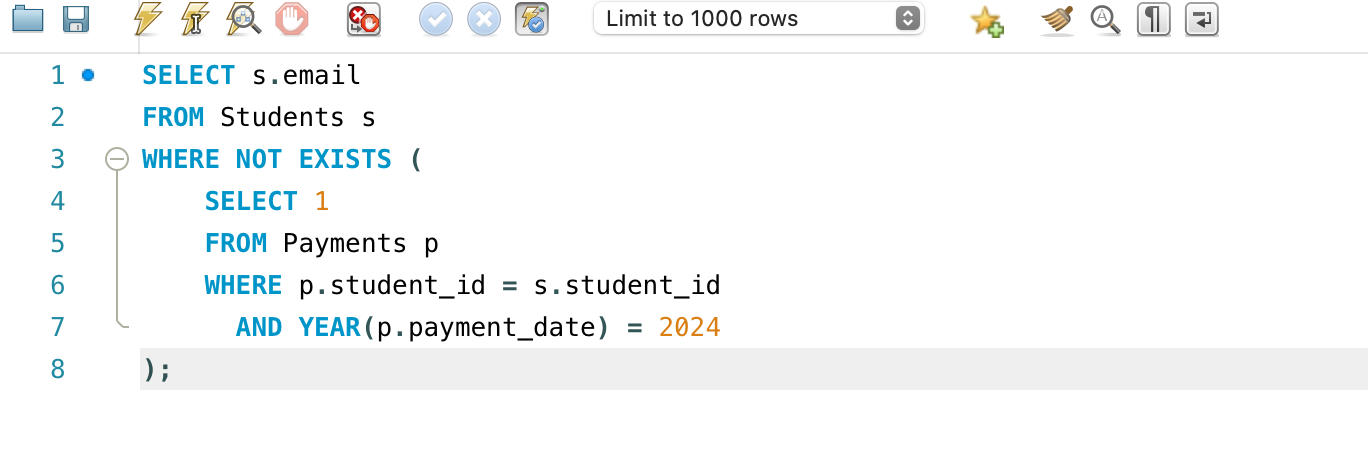 Limit to 1000 rows
1 SELECT s.email
2 FROM Students s
3 WHERE NOT EXISTS (
4     SELECT 1
5     FROM Payments p
6     WHERE p.student_id = s.student_id
7       AND YEAR(p.payment_date) = 2024
8 );